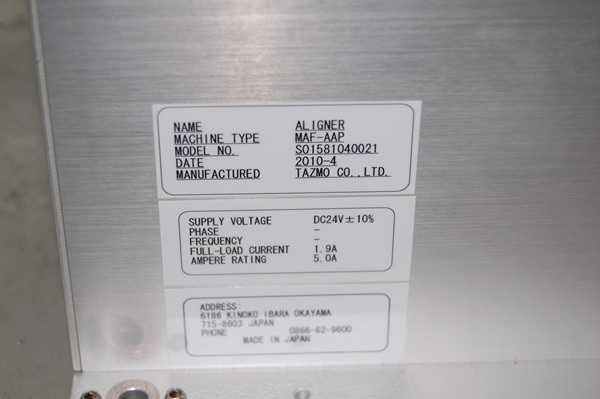 NAME ALIGNER
MACHINE TYPE MAF-AAP
MODEL NO. S01581040021
DATE 2010-4
MANUFACTURED TAZMO CO.,LTD.
SUPPLY VOLTAGE DC24V±10%
PHASE -
FREQUENCY -
FULL-LOAD CURRENT 1.9A
AMPERE RATING 5.0A
ADDRESS:
6186 KINOKO IBARA OKAYAMA
715-8603 JAPAN
PHONE 0866-62-9600
MADE IN JAPAN